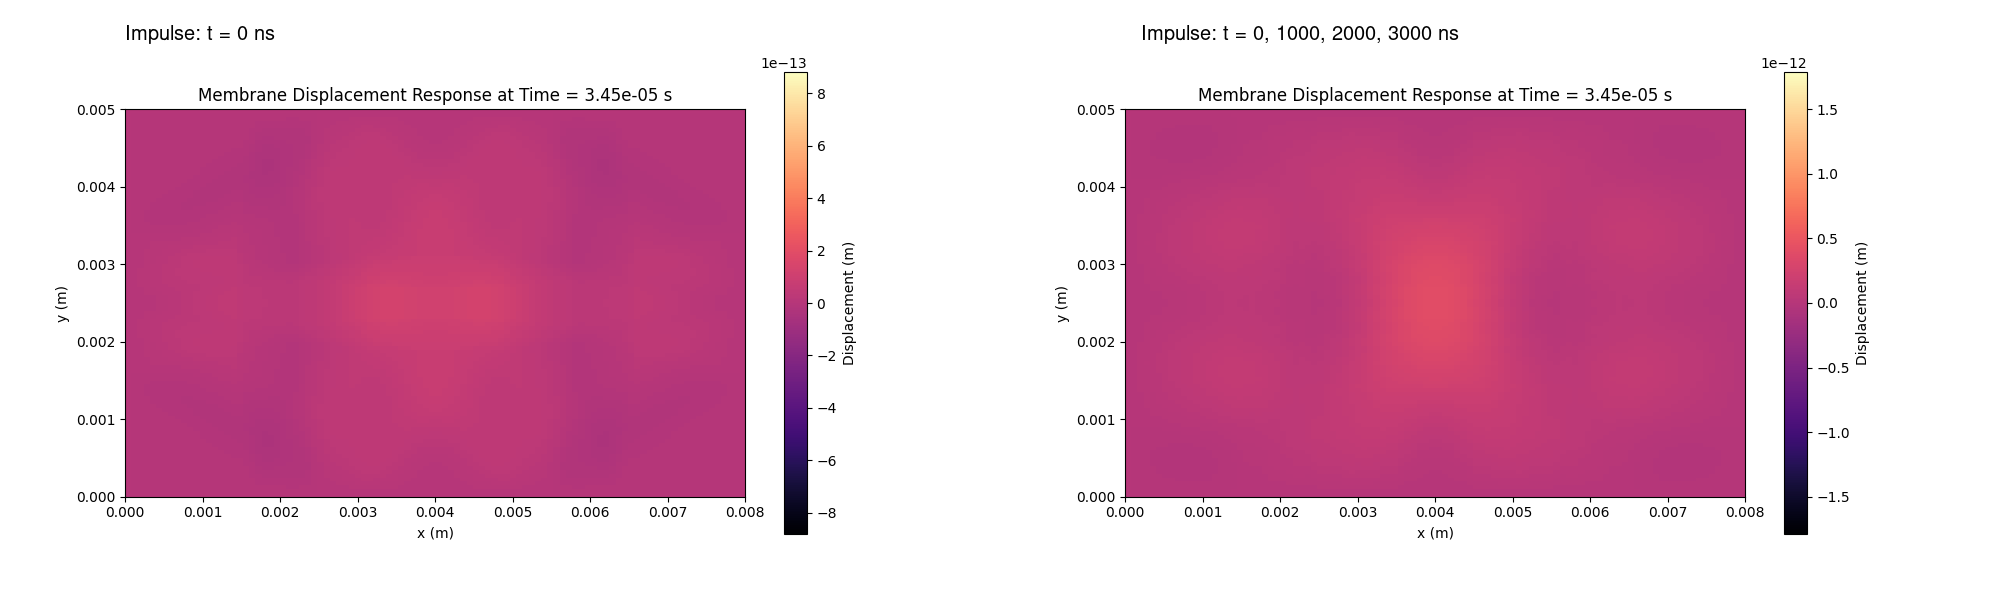 Impulse: t = 0 ns
1e−13
Membrane Displacement Response at Time = 3.45e-05 s
0.005
0.004
0.003
0.002
0.001
0.000
y (m)
0.000 0.001 0.002 0.003 0.004 0.005 0.006 0.007 0.008
x (m)
8
6
4
2
0
−2
−4
−6
−8
Displacement (m)
Impulse: t = 0, 1000, 2000, 3000 ns
1e−12
Membrane Displacement Response at Time = 3.45e-05 s
0.005
0.004
0.003
0.002
0.001
0.000
y (m)
0.000 0.001 0.002 0.003 0.004 0.005 0.006 0.007 0.008
x (m)
1.5
1.0
0.5
0.0
−0.5
−1.0
−1.5
Displacement (m)